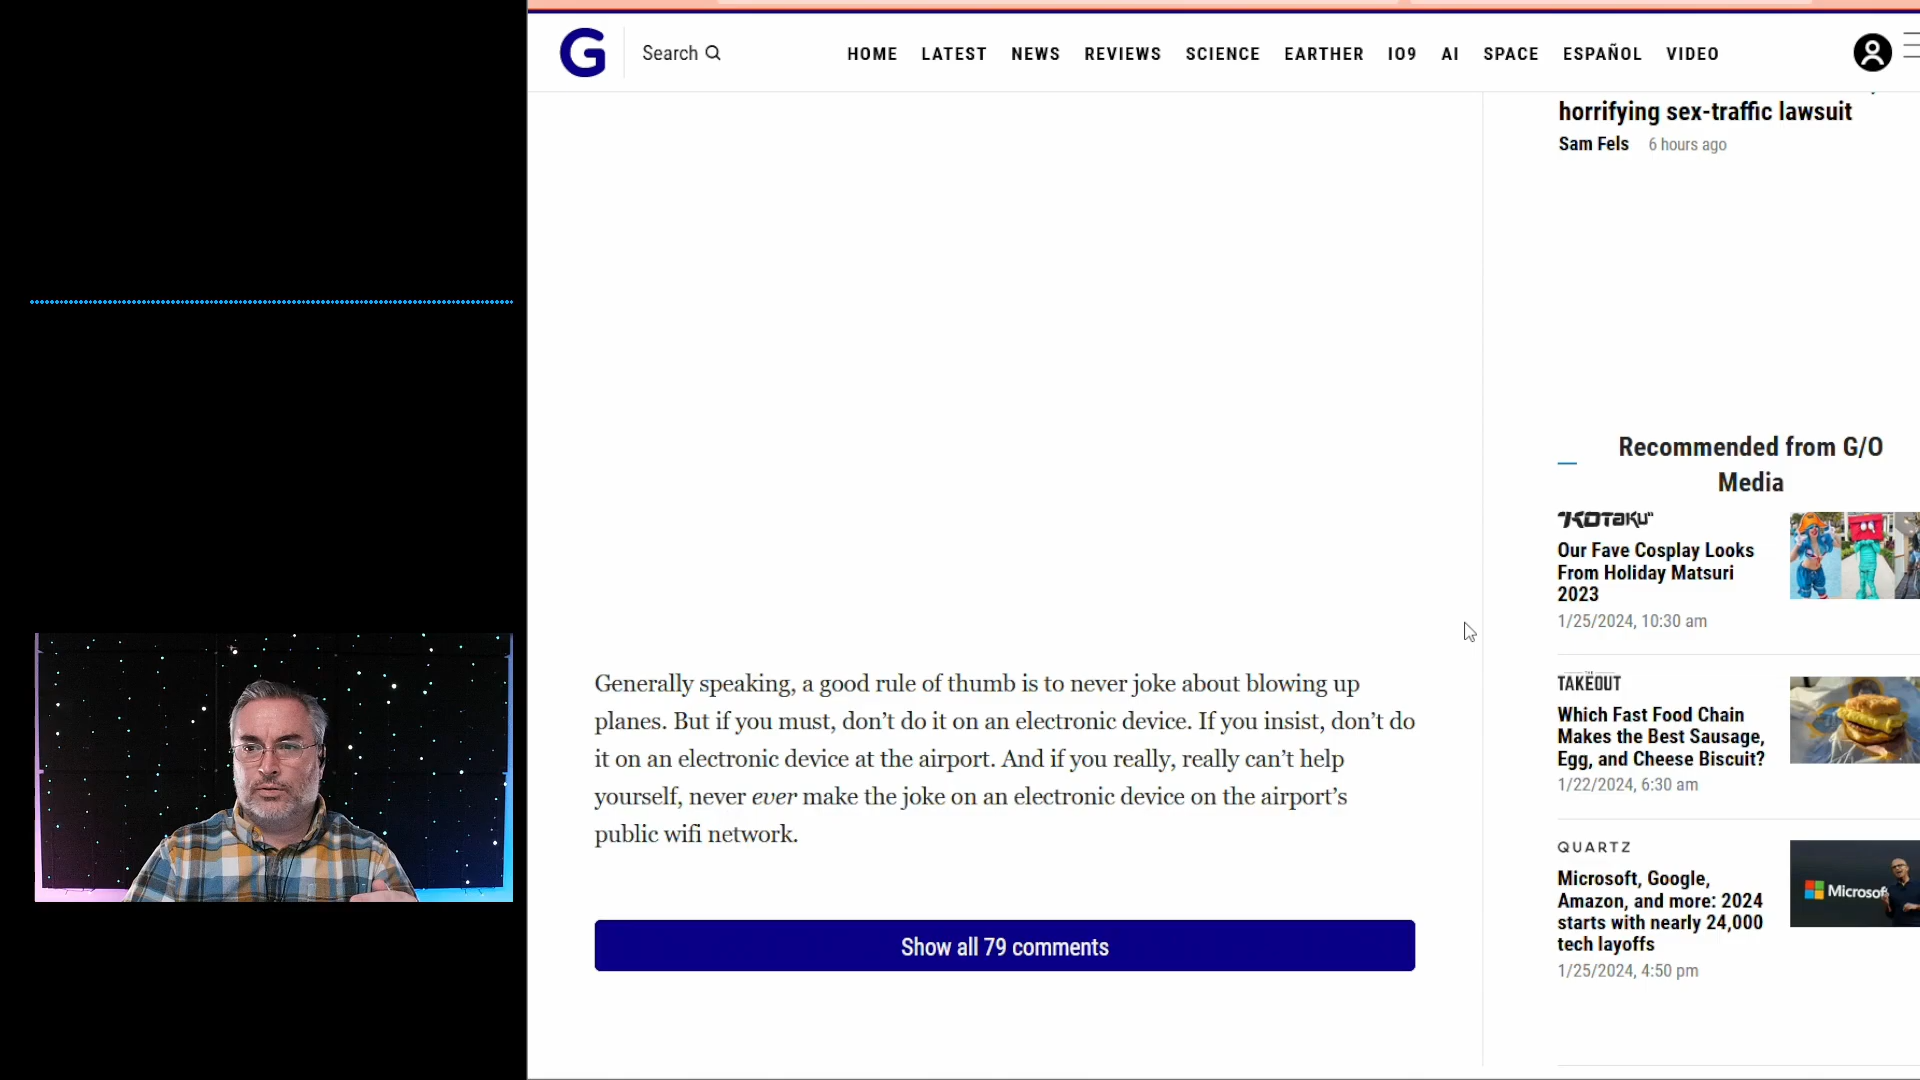 G
Search
HOME LATEST NEWS REVIEWS SCIENCE EARTHER IO9 AI SPACE ESPAÑOL VIDEO
horrifying sex-traffic lawsuit
Sam Fels 6 hours ago
Generally speaking, a good rule of thumb is to never joke about blowing up
planes. But if you must, don’t do it on an electronic device. If you insist, don’t do
it on an electronic device at the airport. And if you really, really can’t help
yourself, never ever make the joke on an electronic device on the airport’s
public wifi network.
Show all 79 comments
Recommended from G/O
Media
KOTAKU
Our Fave Cosplay Looks
From Holiday Matsuri
2023
1/25/2024, 10:30 am
THE
TAKEOUT
Which Fast Food Chain
Makes the Best Sausage,
Egg, and Cheese Biscuit?
1/22/2024, 6:30 am
QUARTZ
Microsoft, Google,
Amazon, and more: 2024
starts with nearly 24,000
tech layoffs
1/25/2024, 4:50 pm
Microsof